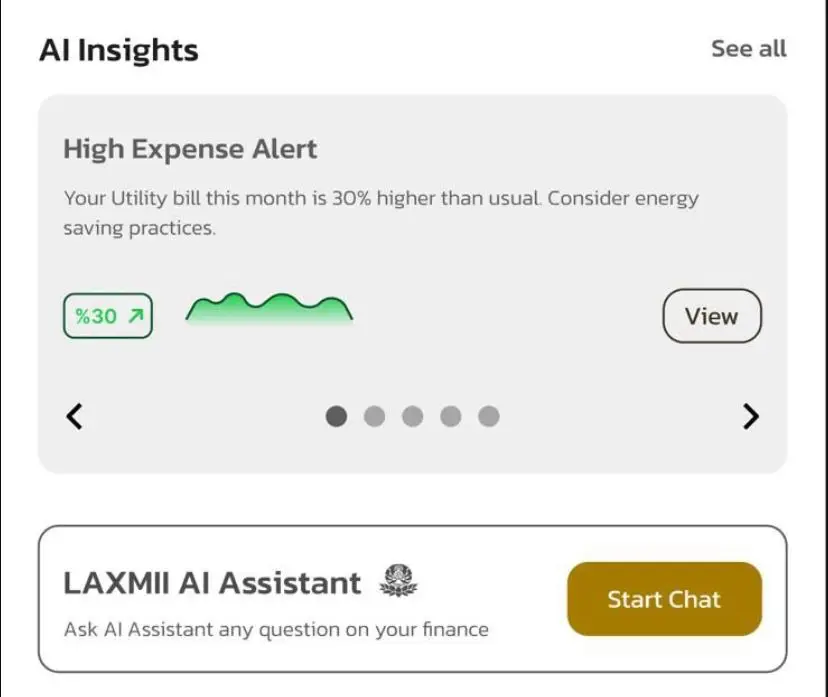 AI Insights
See all
High Expense Alert
Your Utility bill this month is 30% higher than usual. Consider energy
saving practices.
%30
View
LAXMII AI Assistant
Start Chat
Ask AI Assistant any question on your finance